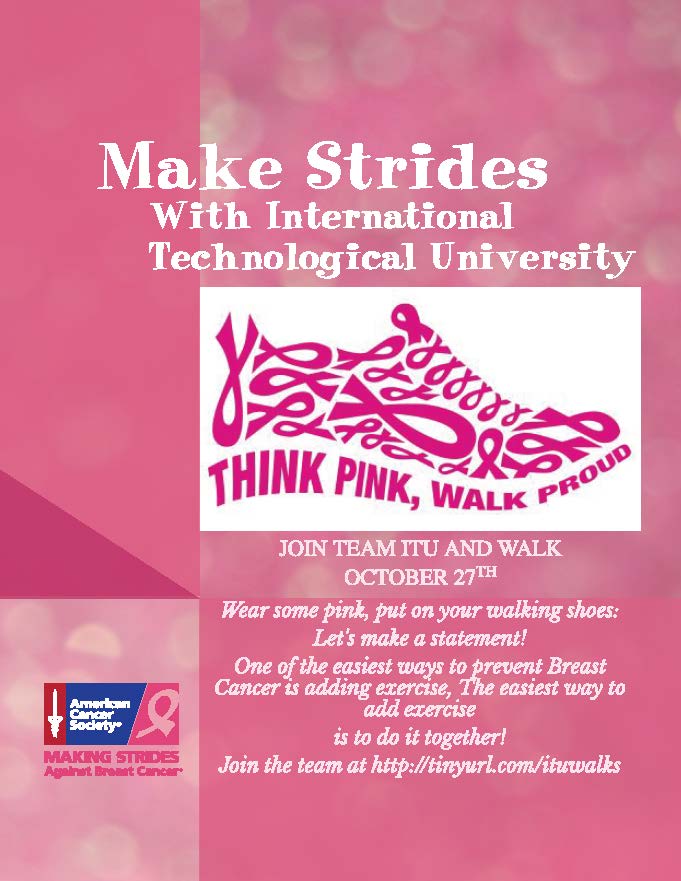 Make Strides
With International
Technological University
THINK PINK, WALK PROUD
JOIN TEAM ITU AND WALK
OCTOBER 27TH
Wear some pink, put on your walking shoes:
Let's make a statement!
One of the easiest ways to prevent Breast
Cancer is adding exercise, The easiest way to
add exercise
is to do it together!
Join the team at http://tinyurl.com/ituwalks
American
Cancer
Society®
MAKING STRIDES
Against Breast Cancer®